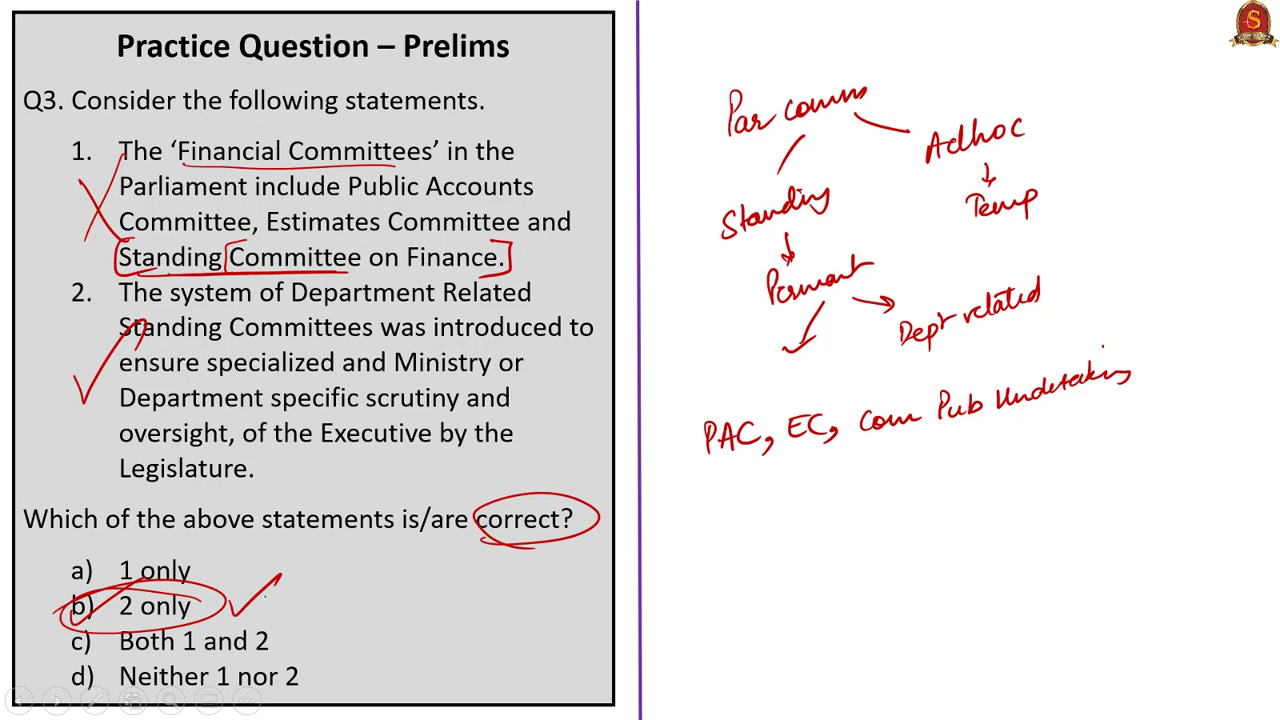 Practice Question – Prelims
Q3. Consider the following statements.
1. The ‘Financial Committees’ in the
Parliament include Public Accounts
Committee, Estimates Committee and
Standing Committee on Finance.
2. The system of Department Related
Standing Committees was introduced to
ensure specialized and Ministry or
Department specific scrutiny and
oversight, of the Executive by the
Legislature.
Which of the above statements is/are correct?
a) 1 only
b) 2 only
c) Both 1 and 2
d) Neither 1 nor 2
Par comm
Adhoc
Standing
Temp
Dept related
PAC, EC, Com Pub Undertaking
S